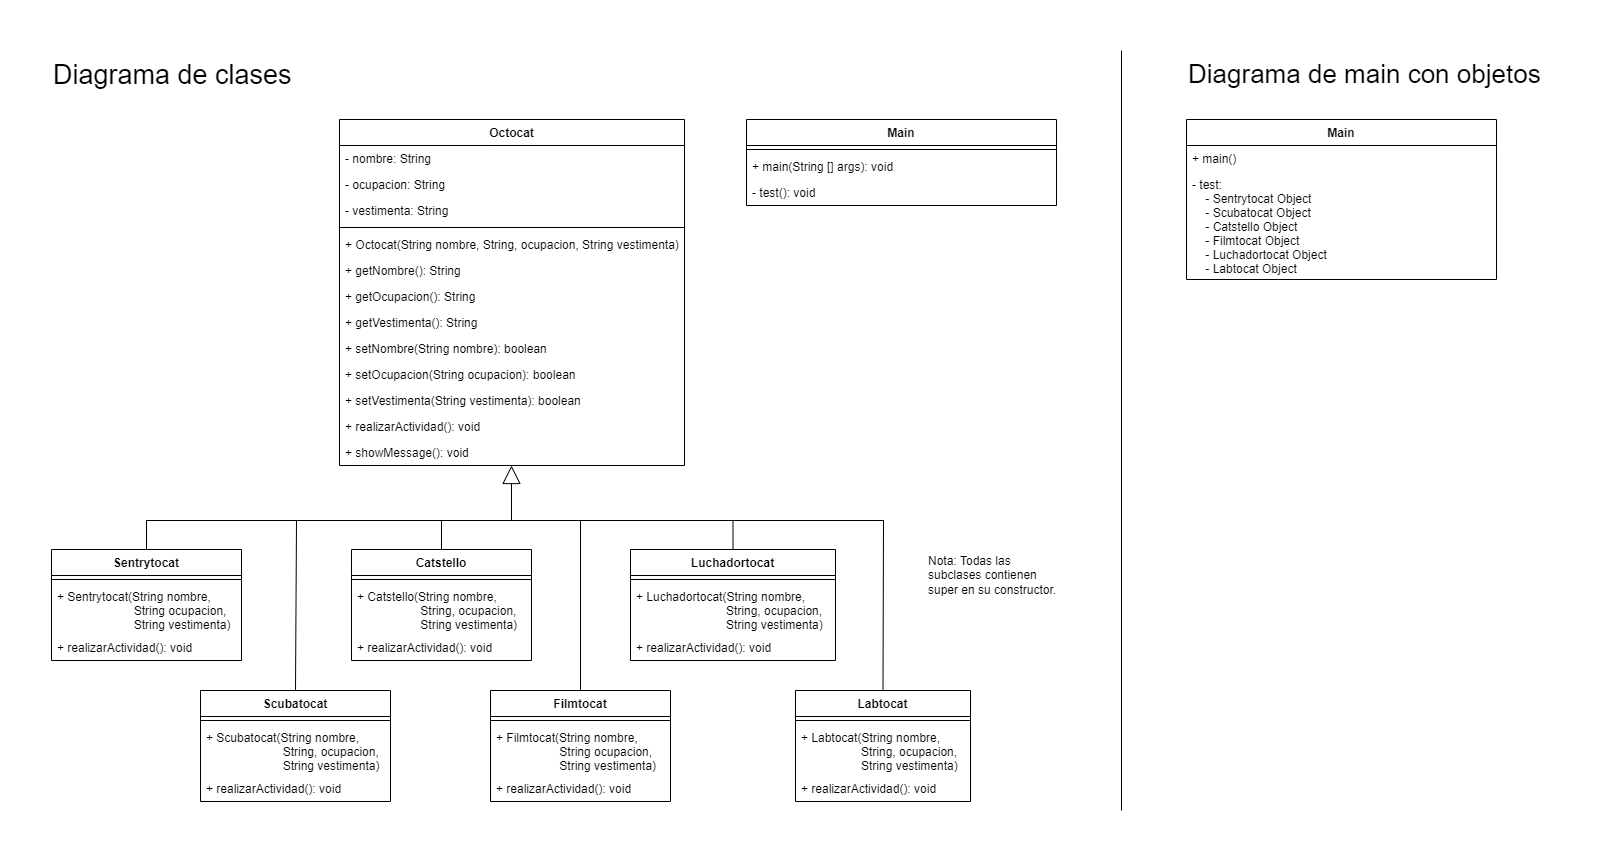 Diagrama de clases
Octocat
- nombre: String
- ocupacion: String
- vestimenta: String
+ Octocat(String nombre, String, ocupacion, String vestimenta)
+ getNombre(): String
+ getOcupacion(): String
+ getVestimenta(): String
+ setNombre(String nombre): boolean
+ setOcupacion(String ocupacion): boolean
+ setVestimenta(String vestimenta): boolean
+ realizarActividad(): void
+ showMessage(): void
Main
+ main(String [] args): void
- test(): void
Sentrytocat
+ Sentrytocat(String nombre,
String ocupacion,
String vestimenta)
+ realizarActividad(): void
Catstello
+ Catstello(String nombre,
String, ocupacion,
String vestimenta)
+ realizarActividad(): void
Luchadortocat
+ Luchadortocat(String nombre,
String, ocupacion,
String vestimenta)
+ realizarActividad(): void
Nota: Todas las
subclases contienen
super en su constructor.
Scubatocat
+ Scubatocat(String nombre,
String, ocupacion,
String vestimenta)
+ realizarActividad(): void
Filmtocat
+ Filmtocat(String nombre,
String ocupacion,
String vestimenta)
+ realizarActividad(): void
Labtocat
+ Labtocat(String nombre,
String, ocupacion,
String vestimenta)
+ realizarActividad(): void
Diagrama de main con objetos
Main
+ main()
- test:
- Sentrytocat Object
- Scubatocat Object
- Catstello Object
- Filmtocat Object
- Luchadortocat Object
- Labtocat Object